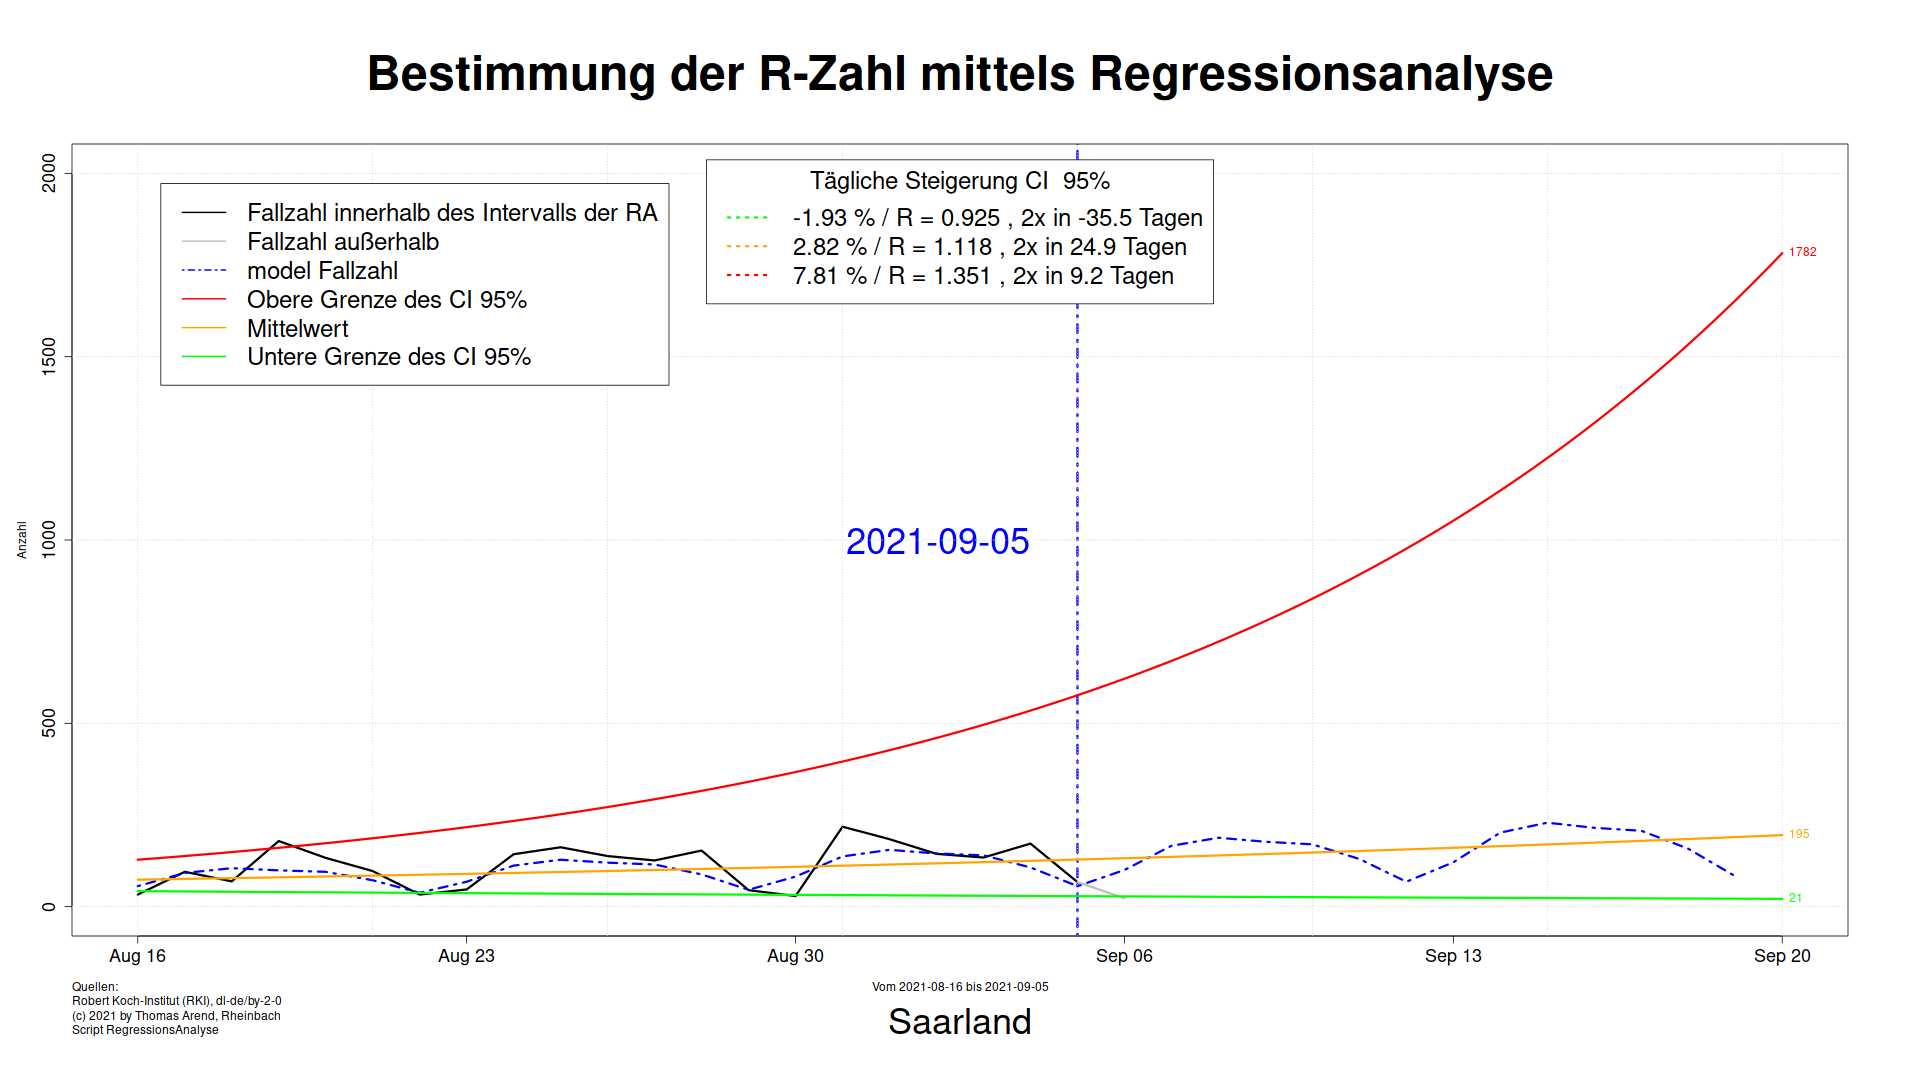 Bestimmung der R-Zahl mittels Regressionsanalyse
Fallzahl innerhalb des Intervalls der RA
Fallzahl außerhalb
model Fallzahl
Obere Grenze des CI 95%
Mittelwert
Untere Grenze des CI 95%
Tägliche Steigerung CI  95%
-1.93 % / R = 0.925 , 2x in -35.5 Tagen
2.82 % / R = 1.118 , 2x in 24.9 Tagen
7.81 % / R = 1.351 , 2x in 9.2 Tagen
2021-09-05
Anzahl
2000
1500
1000
500
0
1782
195
21
Aug 16
Aug 23
Aug 30
Sep 06
Sep 13
Sep 20
Quellen:
Robert Koch-Institut (RKI), dl-de/by-2-0
(c) 2021 by Thomas Arend, Rheinbach
Script RegressionsAnalyse
Vom 2021-08-16 bis 2021-09-05
Saarland